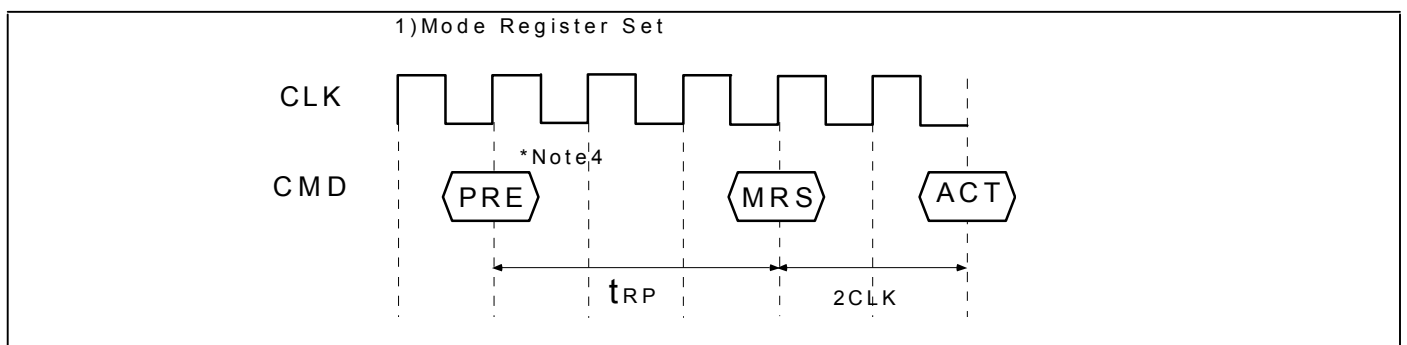 1)Mode Register Set
CLK
*Note4
CMD
PRE
MRS
ACT
tRP
2CLK